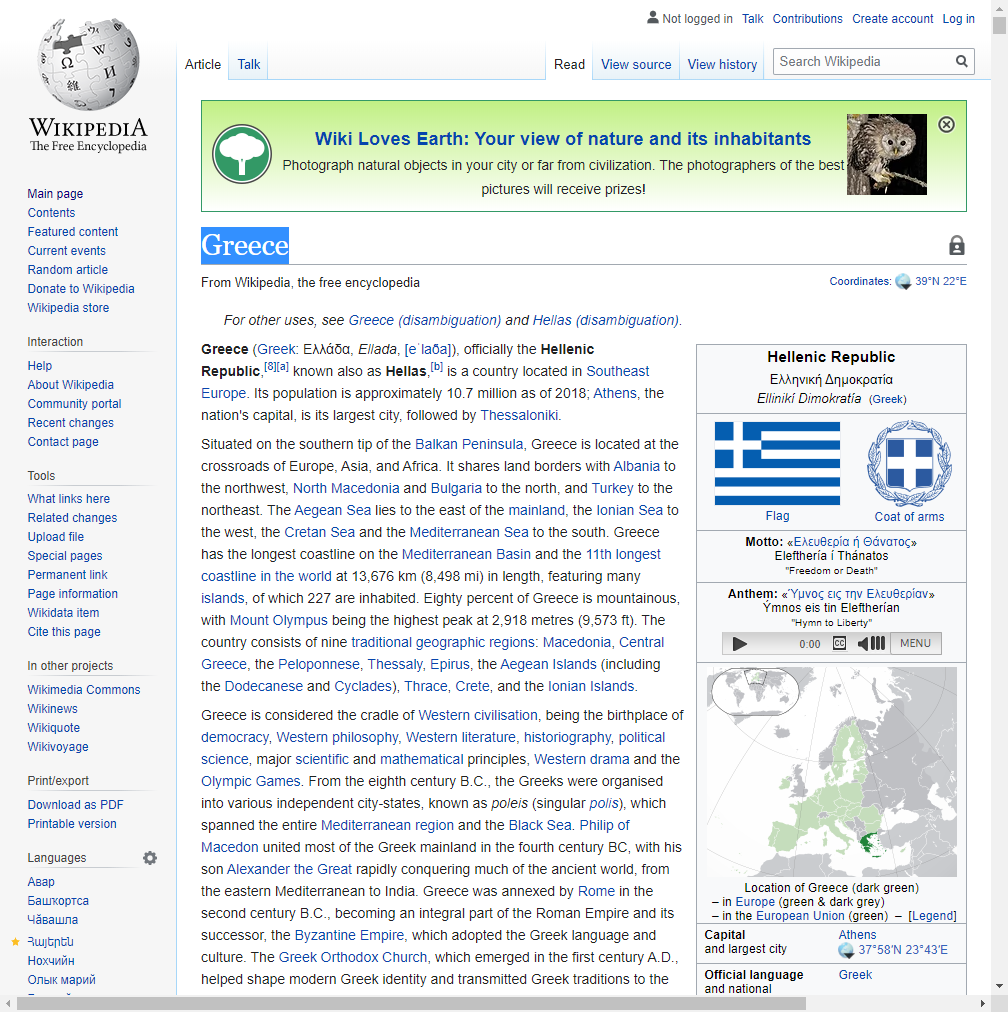 Not logged in Talk Contributions Create account Log in
Article Talk Read View source View history Search Wikipedia
WIKIPEDIA
The Free Encyclopedia
Main page
Contents
Featured content
Current events
Random article
Donate to Wikipedia
Wikipedia store
Interaction
Help
About Wikipedia
Community portal
Recent changes
Contact page
Tools
What links here
Related changes
Upload file
Special pages
Permanent link
Page information
Wikidata item
Cite this page
In other projects
Wikimedia Commons
Wikinews
Wikiquote
Wikivoyage
Print/export
Download as PDF
Printable version
Languages
Авар
Башҡортса
Чӑвашла
Հայերեն
Нохчийн
Олык марий
Wiki Loves Earth: Your view of nature and its inhabitants
Photograph natural objects in your city or far from civilization. The photographers of the best
pictures will receive prizes!
Greece
From Wikipedia, the free encyclopedia
Coordinates: 39°N 22°E
For other uses, see Greece (disambiguation) and Hellas (disambiguation).
Greece (Greek: Ελλάδα, Ellada, [eˈlaða]), officially the Hellenic
Republic,[8][a] known also as Hellas,[b] is a country located in Southeast
Europe. Its population is approximately 10.7 million as of 2018; Athens, the
nation's capital, is its largest city, followed by Thessaloniki.
Situated on the southern tip of the Balkan Peninsula, Greece is located at the
crossroads of Europe, Asia, and Africa. It shares land borders with Albania to
the northwest, North Macedonia and Bulgaria to the north, and Turkey to the
northeast. The Aegean Sea lies to the east of the mainland, the Ionian Sea to
the west, the Cretan Sea and the Mediterranean Sea to the south. Greece
has the longest coastline on the Mediterranean Basin and the 11th longest
coastline in the world at 13,676 km (8,498 mi) in length, featuring many
islands, of which 227 are inhabited. Eighty percent of Greece is mountainous,
with Mount Olympus being the highest peak at 2,918 metres (9,573 ft). The
country consists of nine traditional geographic regions: Macedonia, Central
Greece, the Peloponnese, Thessaly, Epirus, the Aegean Islands (including
the Dodecanese and Cyclades), Thrace, Crete, and the Ionian Islands.
Greece is considered the cradle of Western civilisation, being the birthplace of
democracy, Western philosophy, Western literature, historiography, political
science, major scientific and mathematical principles, Western drama and the
Olympic Games. From the eighth century B.C., the Greeks were organised
into various independent city-states, known as poleis (singular polis), which
spanned the entire Mediterranean region and the Black Sea. Philip of
Macedon united most of the Greek mainland in the fourth century BC, with his
son Alexander the Great rapidly conquering much of the ancient world, from
the eastern Mediterranean to India. Greece was annexed by Rome in the
second century B.C., becoming an integral part of the Roman Empire and its
successor, the Byzantine Empire, which adopted the Greek language and
culture. The Greek Orthodox Church, which emerged in the first century A.D.,
helped shape modern Greek identity and transmitted Greek traditions to the
Hellenic Republic
Ελληνική Δημοκρατία
Ellinikí Dimokratía (Greek)
Flag Coat of arms
Motto: «Ελευθερία ή Θάνατος»
Elefthería í Thánatos
"Freedom or Death"
Anthem: «Ύμνος εις την Ελευθερίαν»
Ýmnos eis tin Eleftherían
"Hymn to Liberty"
0:00 CC MENU
Location of Greece (dark green)
– in Europe (green & dark grey)
– in the European Union (green) – [Legend]
Capital Athens
and largest city 37°58′N 23°43′E
Official language Greek
and national